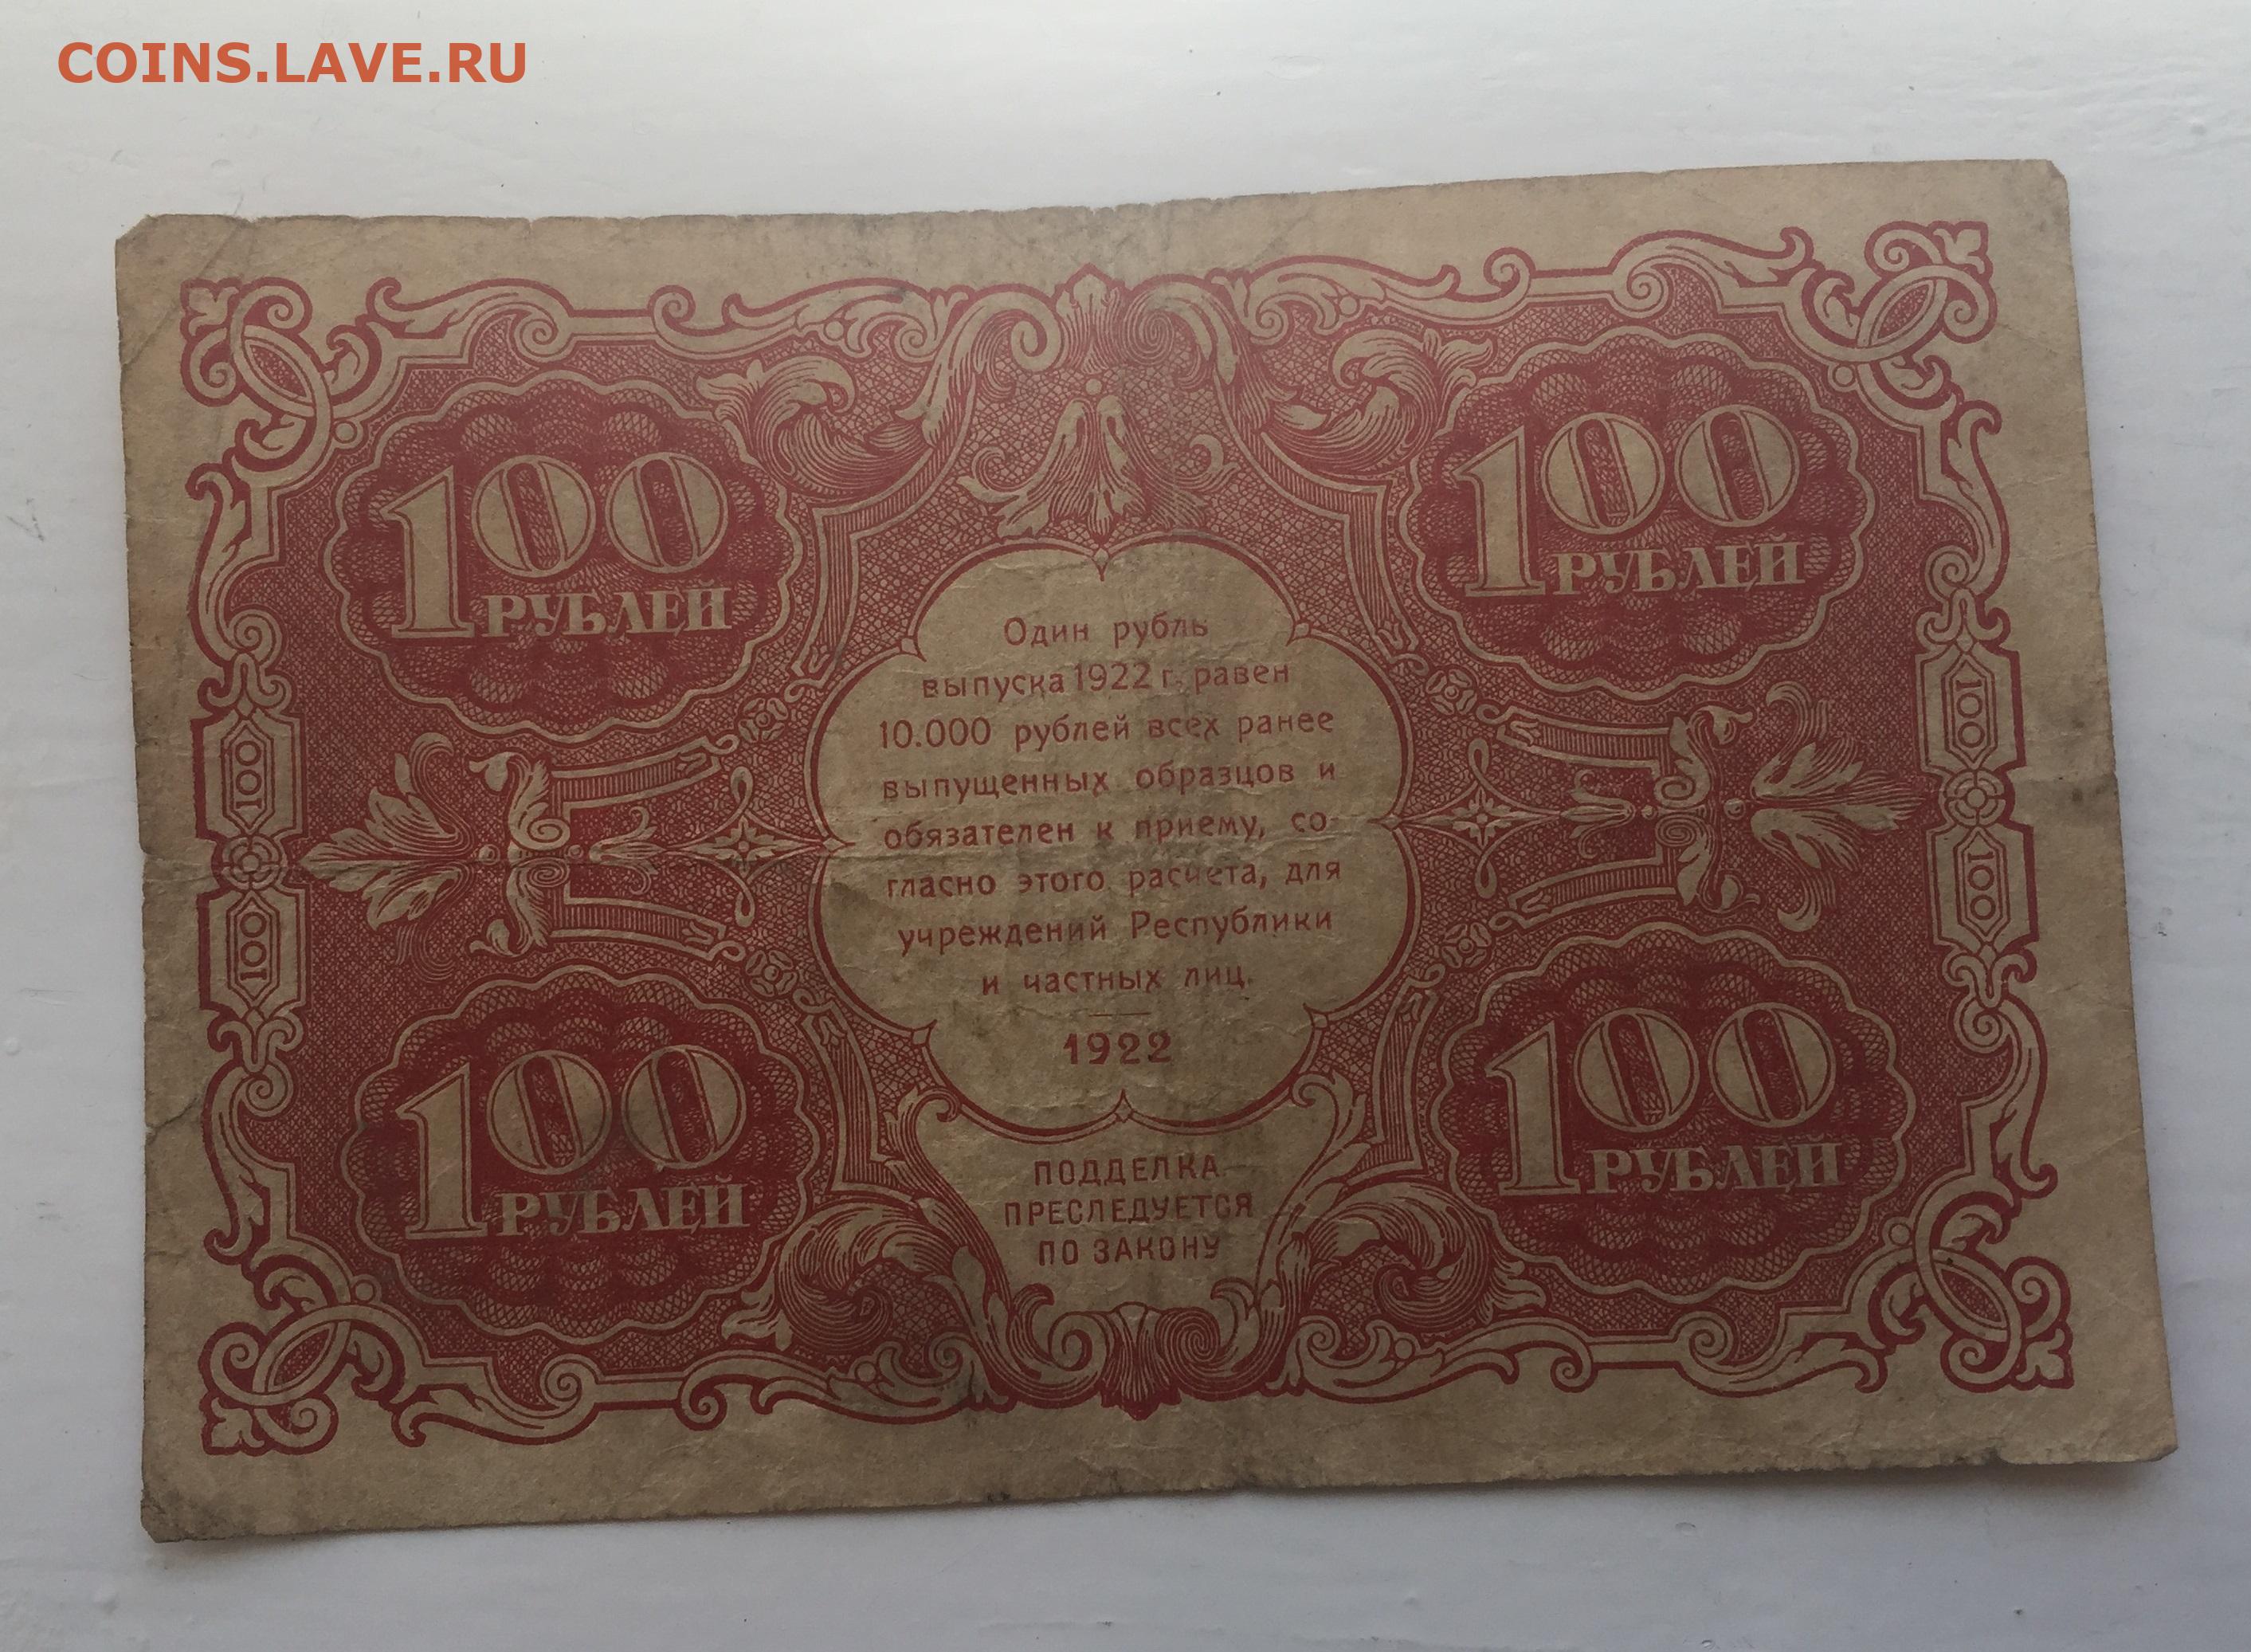 COINS.LAVE.RU
100
РУБЛЕЙ
100
РУБЛЕЙ
Один рубль
выпуска 1922 г. равен
10.000 рублей всех ранее
выпущенных образцов и
обязателен к приему, со-
гласно этого расчета, для
учреждений Республики
и частных лиц.
1922
100
100
100
100
100
РУБЛЕЙ
100
РУБЛЕЙ
ПОДДЕЛКА
ПРЕСЛЕДУЕТСЯ
ПО ЗАКОНУ